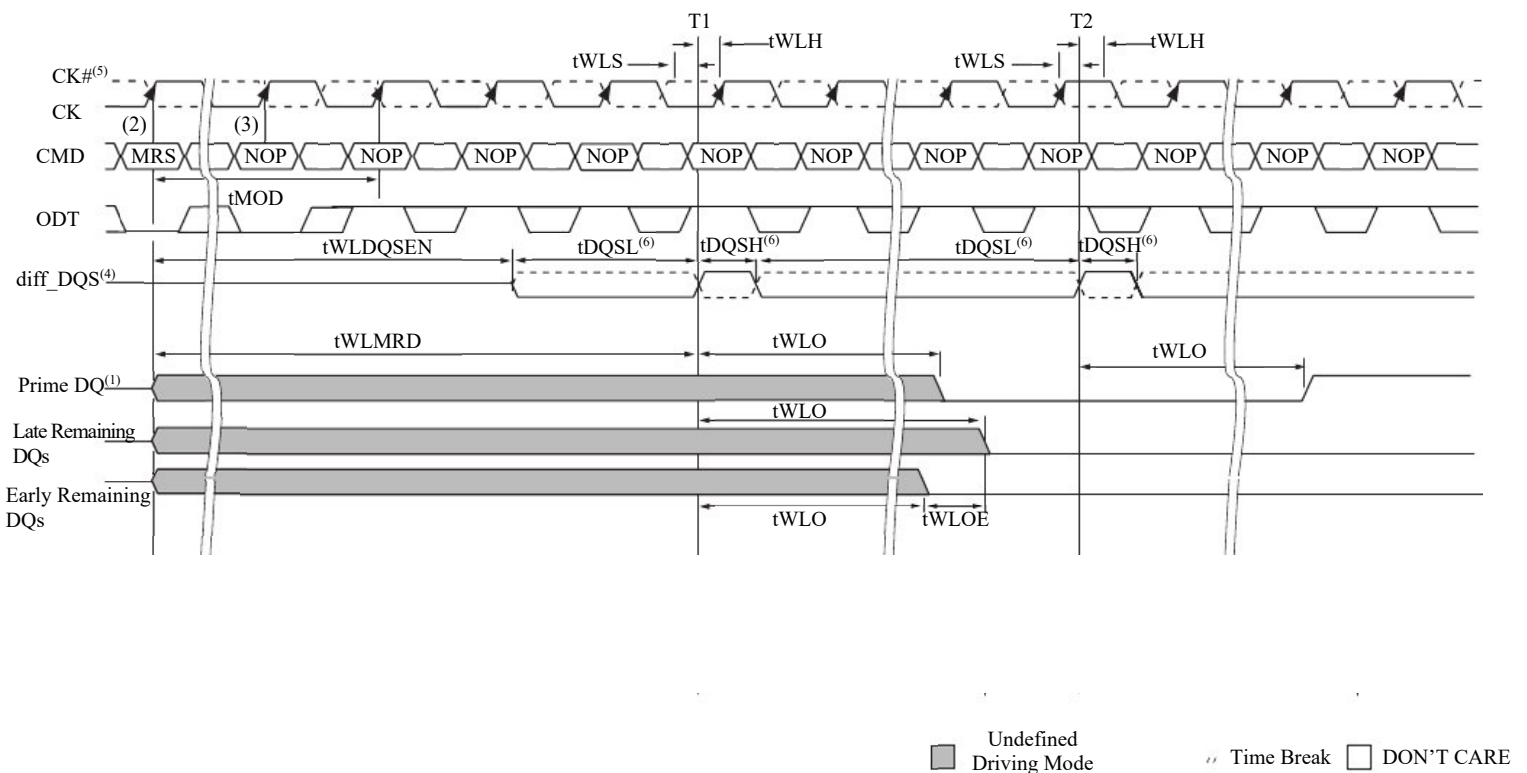 T1 T2
tWLH tWLH
tWLS tWLS
CK#(5)
CK
(2) (3)
CMD MRS NOP NOP NOP NOP NOP NOP NOP NOP NOP NOP NOP
tMOD
ODT
tWLDQSEN tDQSL(6) tDQSH(6) tDQSL(6) tDQSH(6)
diff_DQS(4)
tWLMRD tWLO
tWLO
Prime DQ(1)
tWLO
Late Remaining
DQs
Early Remaining
DQs
tWLO tWLOE
Undefined
Driving Mode
Time Break DON'T CARE